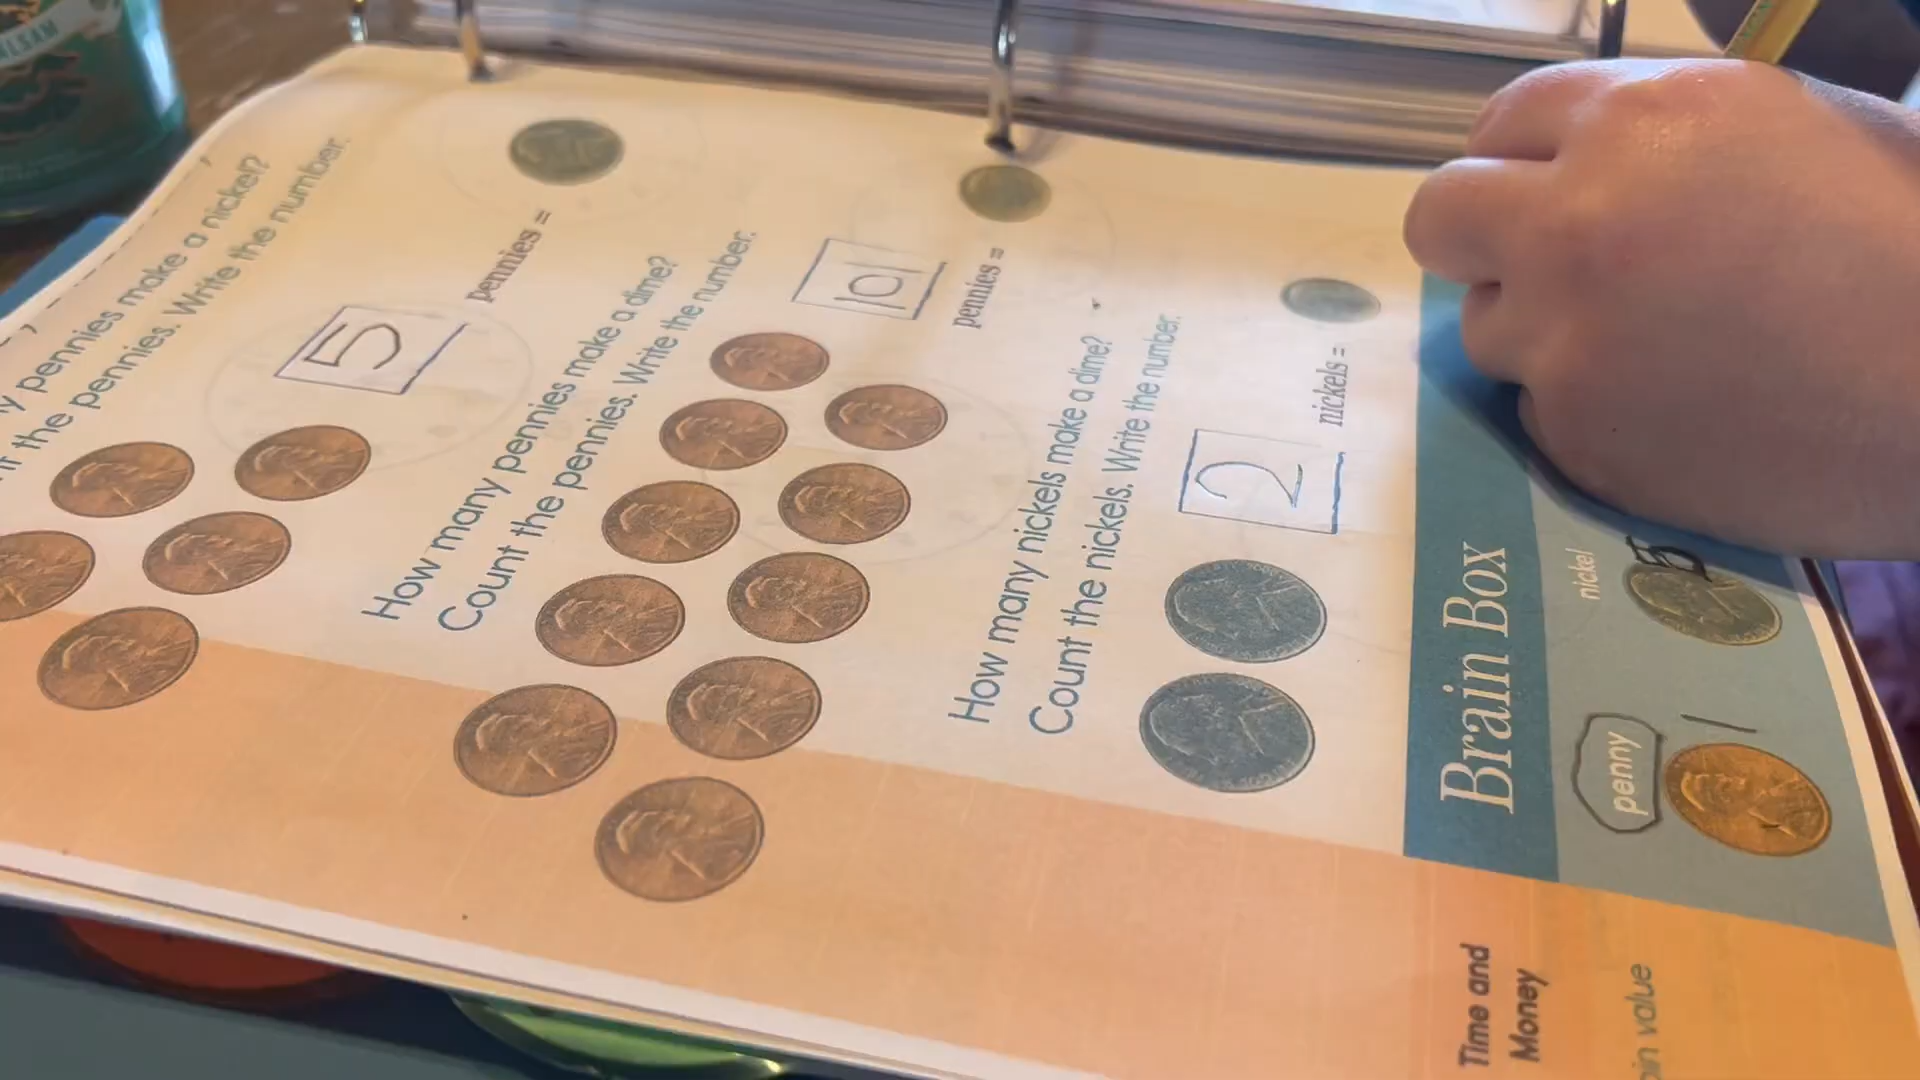 pennies make a nickel?
the pennies. Write the number.
5 pennies =
How many pennies make a dime?
Count the pennies. Write the number.
10 pennies =
How many nickels make a dime?
Count the nickels. Write the number.
2 nickels =
Brain Box
penny nickel
1 5
Time and
Money
value